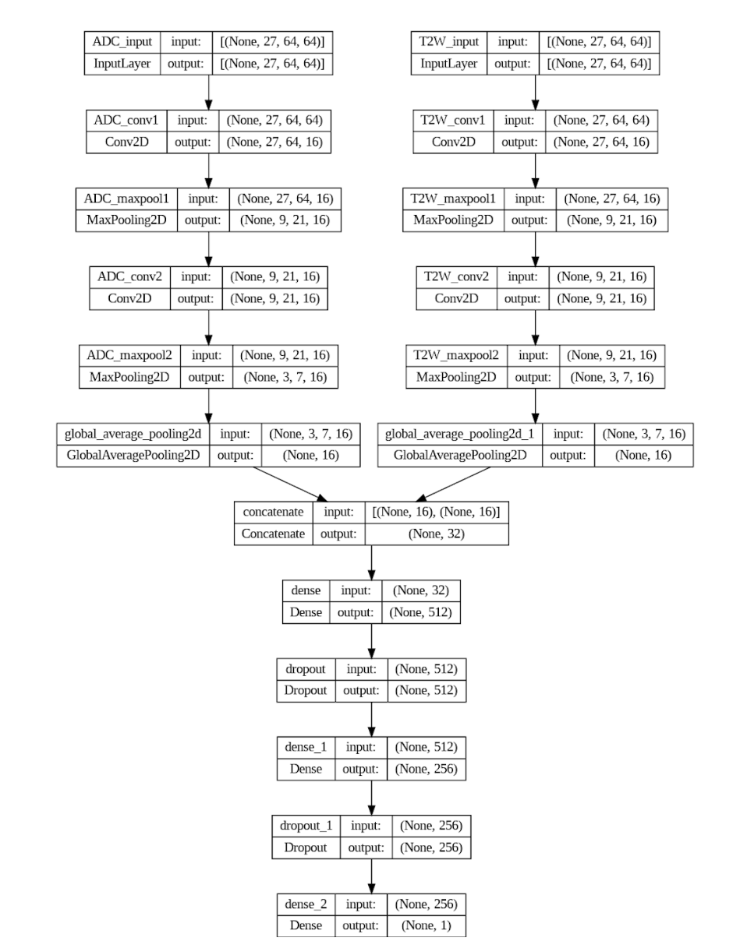 ADC_input input: [(None, 27, 64, 64)]
InputLayer output: [(None, 27, 64, 64)]
T2W_input input: [(None, 27, 64, 64)]
InputLayer output: [(None, 27, 64, 64)]
ADC_conv1 input: (None, 27, 64, 64)
Conv2D output: (None, 27, 64, 16)
T2W_conv1 input: (None, 27, 64, 64)
Conv2D output: (None, 27, 64, 16)
ADC_maxpool1 input: (None, 27, 64, 16)
MaxPooling2D output: (None, 9, 21, 16)
T2W_maxpool1 input: (None, 27, 64, 16)
MaxPooling2D output: (None, 9, 21, 16)
ADC_conv2 input: (None, 9, 21, 16)
Conv2D output: (None, 9, 21, 16)
T2W_conv2 input: (None, 9, 21, 16)
Conv2D output: (None, 9, 21, 16)
ADC_maxpool2 input: (None, 9, 21, 16)
MaxPooling2D output: (None, 3, 7, 16)
T2W_maxpool2 input: (None, 9, 21, 16)
MaxPooling2D output: (None, 3, 7, 16)
global_average_pooling2d input: (None, 3, 7, 16)
GlobalAveragePooling2D output: (None, 16)
global_average_pooling2d_1 input: (None, 3, 7, 16)
GlobalAveragePooling2D output: (None, 16)
concatenate input: [(None, 16), (None, 16)]
Concatenate output: (None, 32)
dense input: (None, 32)
Dense output: (None, 512)
dropout input: (None, 512)
Dropout output: (None, 512)
dense_1 input: (None, 512)
Dense output: (None, 256)
dropout_1 input: (None, 256)
Dropout output: (None, 256)
dense_2 input: (None, 256)
Dense output: (None, 1)